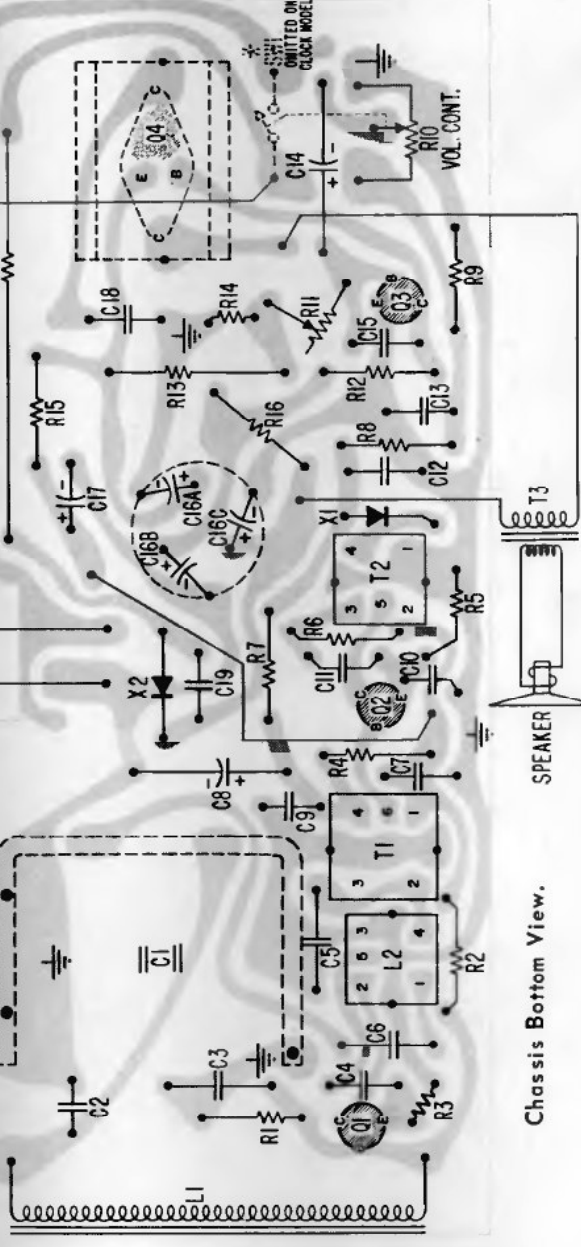 * SW1
OMITTED ON
CLOCK MODEL
C
Q4
E
B
C
C14
+ -
R10
VOL. CONT.
C18
R14
R11
E
B
Q3
C
R9
C15
R15
R13
R12
R16
C13
R8
C12
+ -
C17
C16A
- +
C16B
+ -
C16C
+ -
X1
T3
4
1
T2
3
5
2
R6
R5
C11
C10
X2
C19
R7
C
Q2
B
E
SPEAKER
R4
C7
-
C8
+
C9
4
6
1
T1
3
2
C1
C5
3
5
2
4
L2
1
R2
C6
C3
C4
C2
R1
C
Q1
E
R3
L1
Chassis Bottom View.